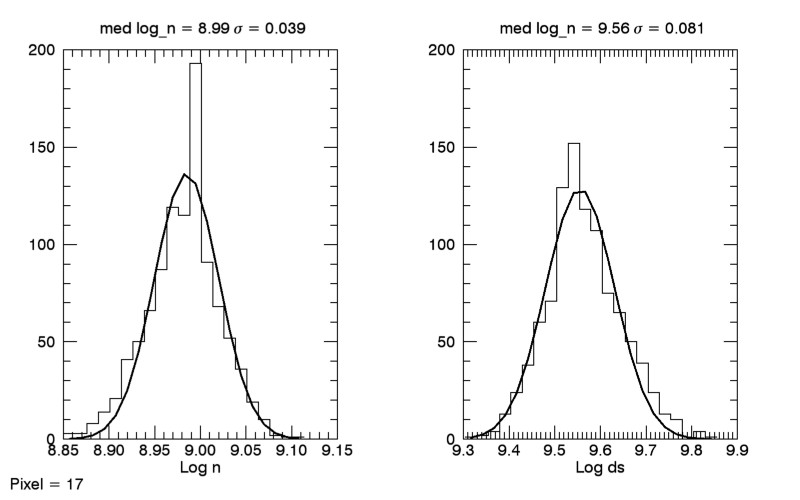 med log_n = 8.99 σ = 0.039
200
150
100
50
0
8.85 8.90 8.95 9.00 9.05 9.10 9.15
Log n
med log_n = 9.56 σ = 0.081
200
150
100
50
0
9.3 9.4 9.5 9.6 9.7 9.8 9.9
Log ds
Pixel = 17